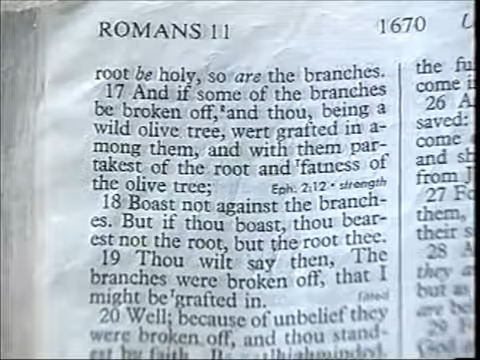 ROMANS 11
1670
root be holy, so are the branches.
17 And if some of the branches
be broken off, and thou, being a
wild olive tree, wert grafted in a-
mong them, and with them par-
takest of the root and fatness of
the olive tree; Eph. 2:12 · strength
18 Boast not against the branch-
es. But if thou boast, thou bear-
est not the root, but the root thee.
19 Thou wilt say then, The
branches were broken off, that I
might be grafted in.
20 Well; because of unbelief they
were broken off, and thou stand-
est by faith. Be
the fu
come i
26 A
saved:
come
and sh
from J
27 Fo
them,
their s
28 A
they a
but as
are be
29 F